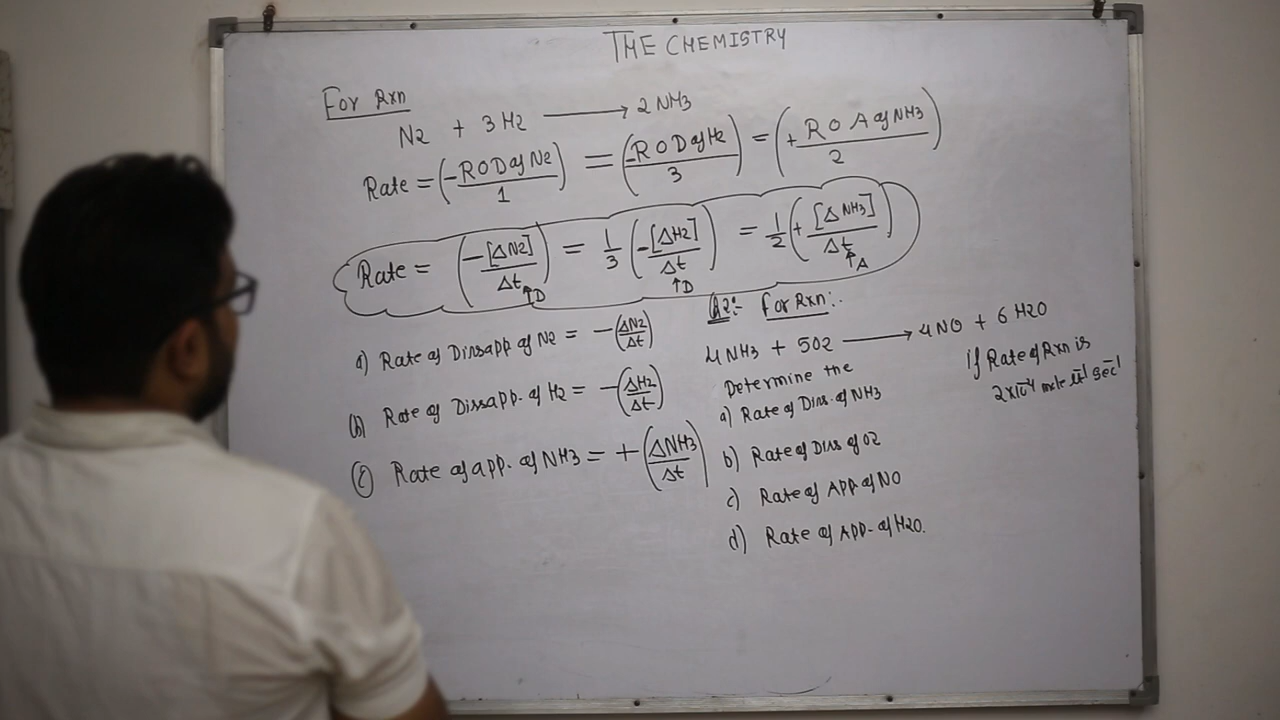 THE CHEMISTRY
For Rxn
N2 + 3H2 ⟶ 2NH3
Rate = (-ROD of N2/1) = (-ROD of H2/3) = (+ROA of NH3/2)
Rate = (-[ΔN2]/Δt) = 1/3 (-[ΔH2]/Δt) = 1/2 (+[ΔNH3]/Δt)
↑D ↑D ↑A
a) Rate of Dinsapp of N2 = -(ΔN2/Δt)
(b) Rate of Dissapp. of H2 = -(ΔH2/Δt)
(c) Rate of app. of NH3 = +(ΔNH3/Δt)
Q2:- For Rxn:.
4NH3 + 5O2 ⟶ 4NO + 6H2O
Determine the
if Rate of Rxn is
2×10⁻⁴ mole lt⁻¹ sec⁻¹
a) Rate of Dins. of NH3
b) Rate of Dins of O2
c) Rate of App of NO
d) Rate of App. of H2O.